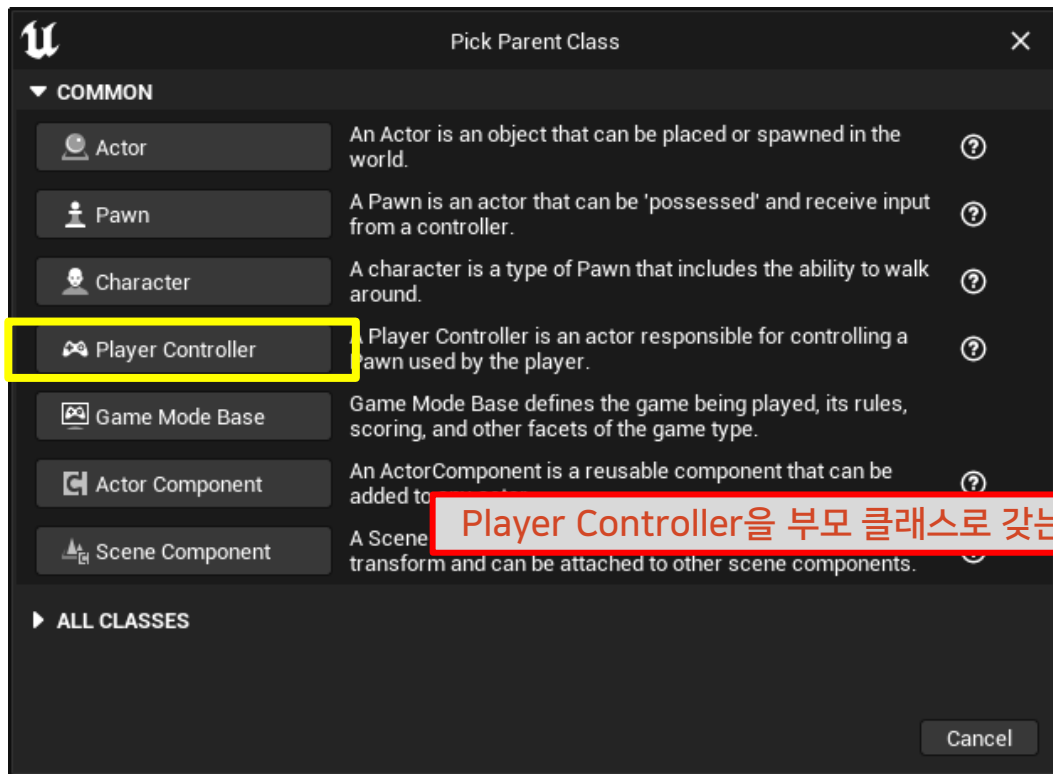 Pick Parent Class
COMMON
Actor
An Actor is an object that can be placed or spawned in the
world.
Pawn
A Pawn is an actor that can be 'possessed' and receive input
from a controller.
Character
A character is a type of Pawn that includes the ability to walk
around.
Player Controller
A Player Controller is an actor responsible for controlling a
Pawn used by the player.
Game Mode Base
Game Mode Base defines the game being played, its rules,
scoring, and other facets of the game type.
Actor Component
An ActorComponent is a reusable component that can be
added to
Player Controller을 부모 클래스로 갖는
Scene Component
A Scene
transform and can be attached to other scene components.
ALL CLASSES
Cancel